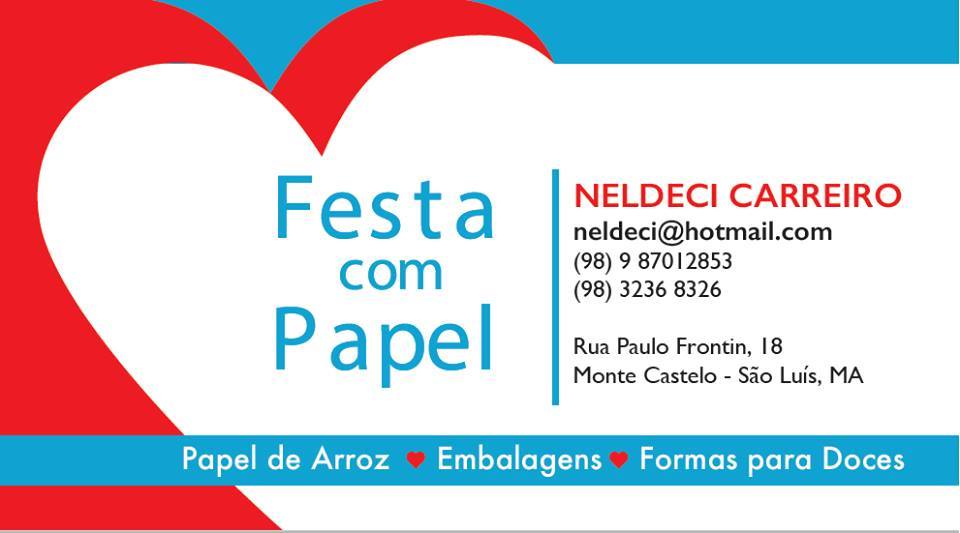 Festa
com
Papel
NELDECI CARREIRO
neldeci@hotmail.com
(98) 9 87012853
(98) 3236 8326
Rua Paulo Frontin, 18
Monte Castelo - São Luís, MA
Papel de Arroz ♥ Embalagens ♥ Formas para Doces